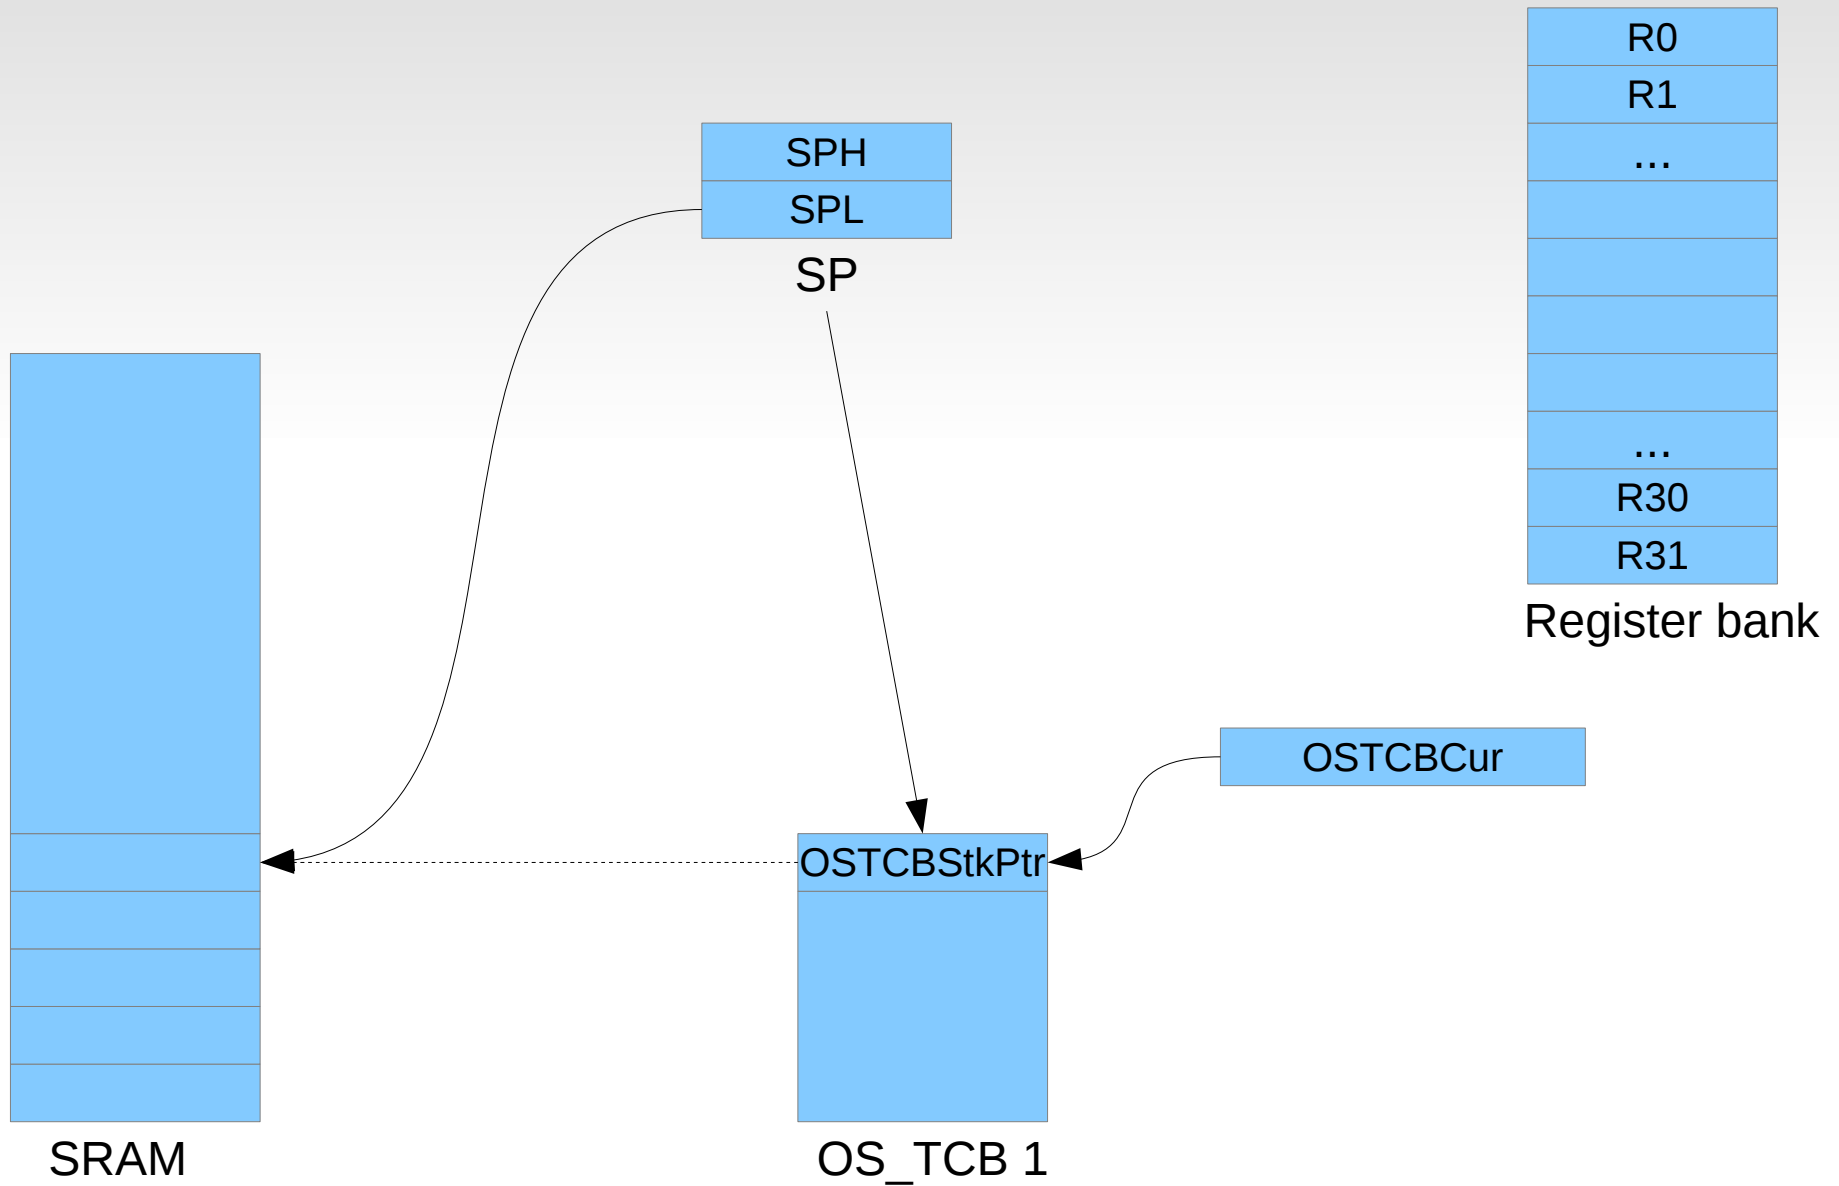 R0
R1
...
SPH
SPL
SP
...
R30
R31
Register bank
OSTCBCur
OSTCBStkPtr
SRAM
OS_TCB 1